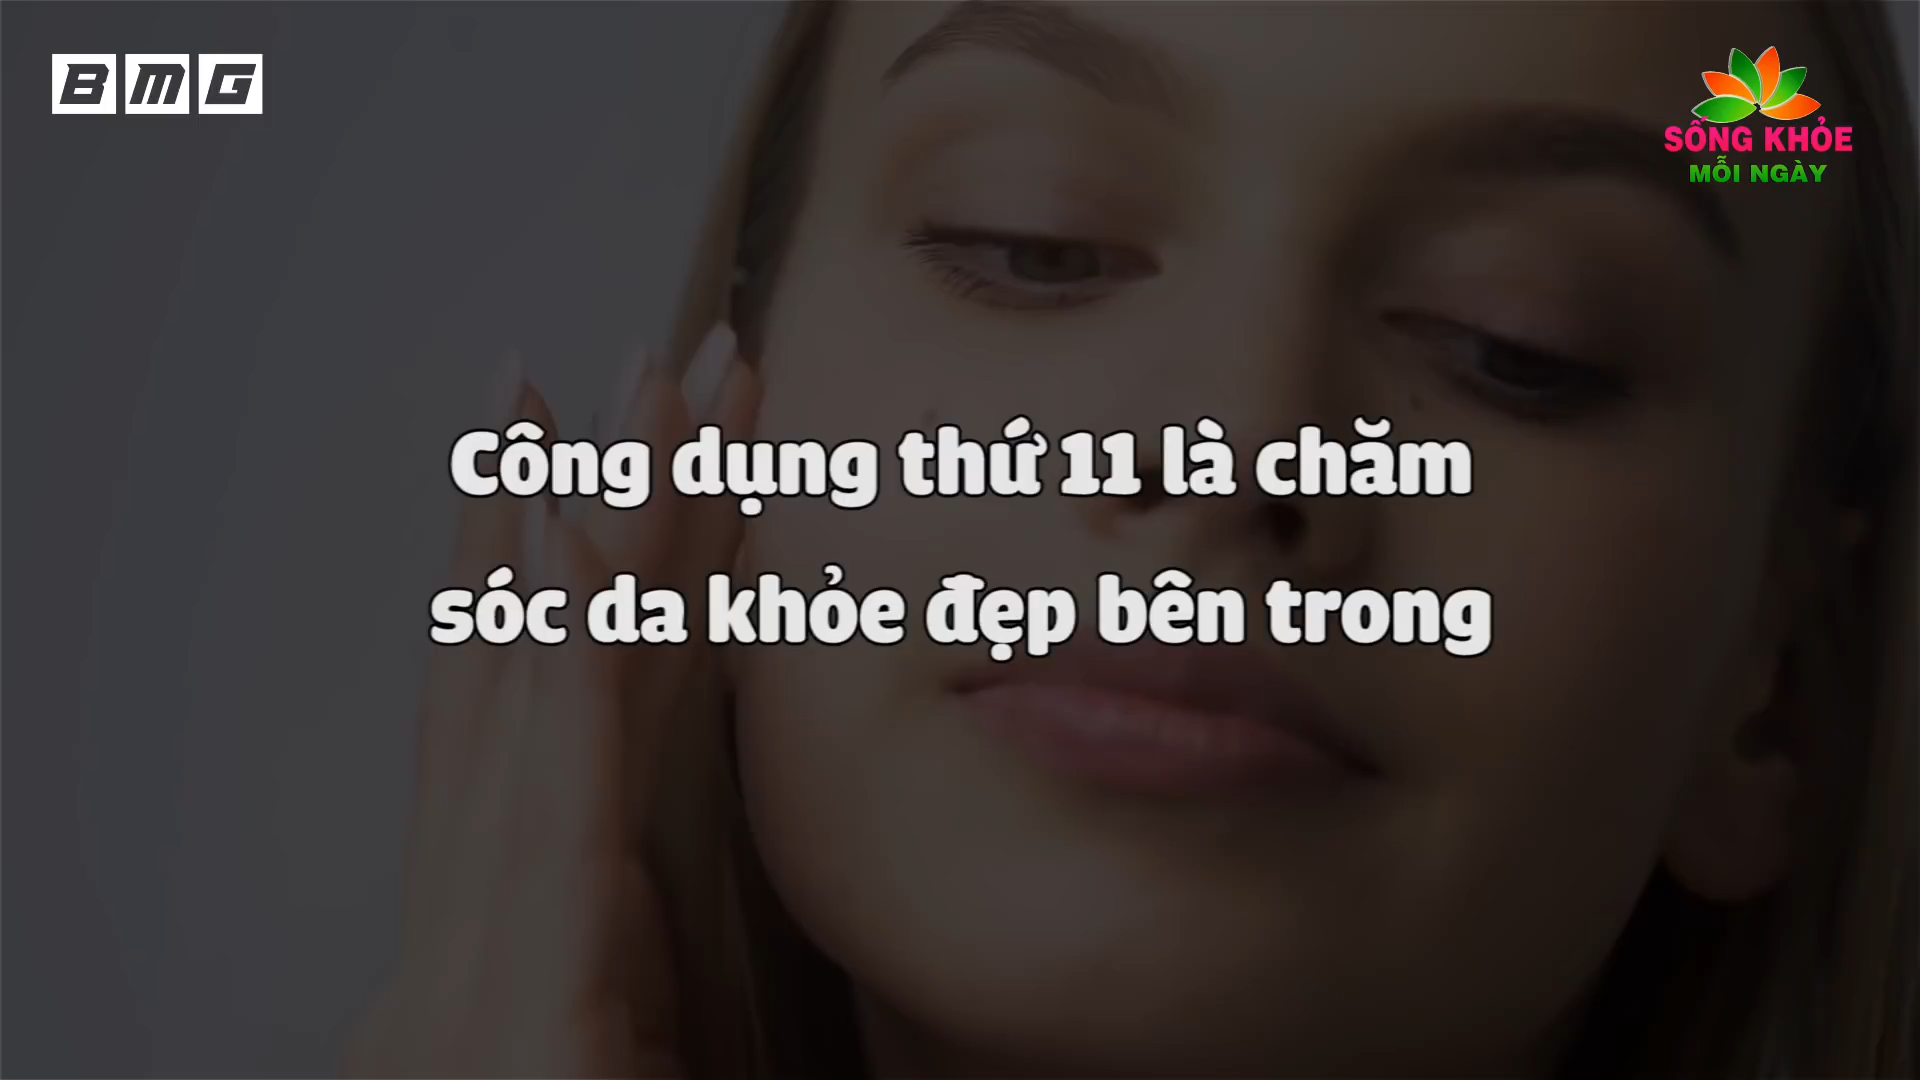 BMG
SỐNG KHỎE
MỖI NGÀY
Công dụng thứ 11 là chăm
sóc da khỏe đẹp bên trong